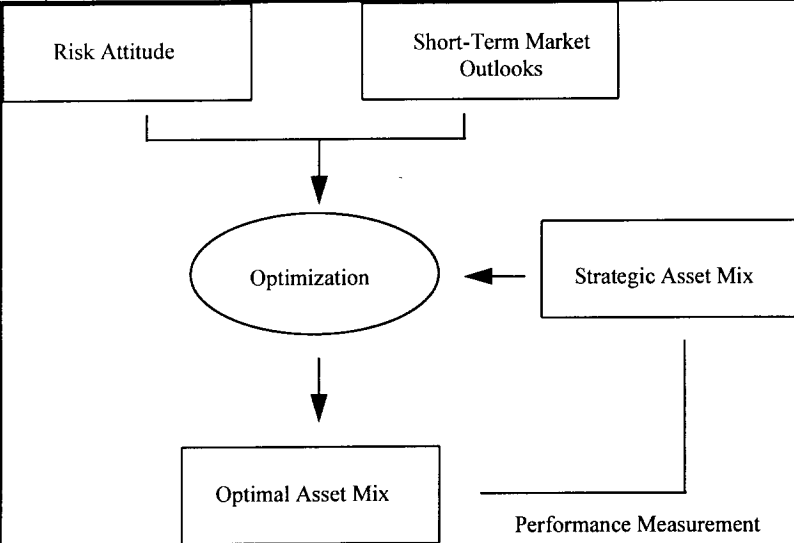 Risk Attitude
Short-Term Market
Outlooks
Optimization
Strategic Asset Mix
Optimal Asset Mix
Performance Measurement